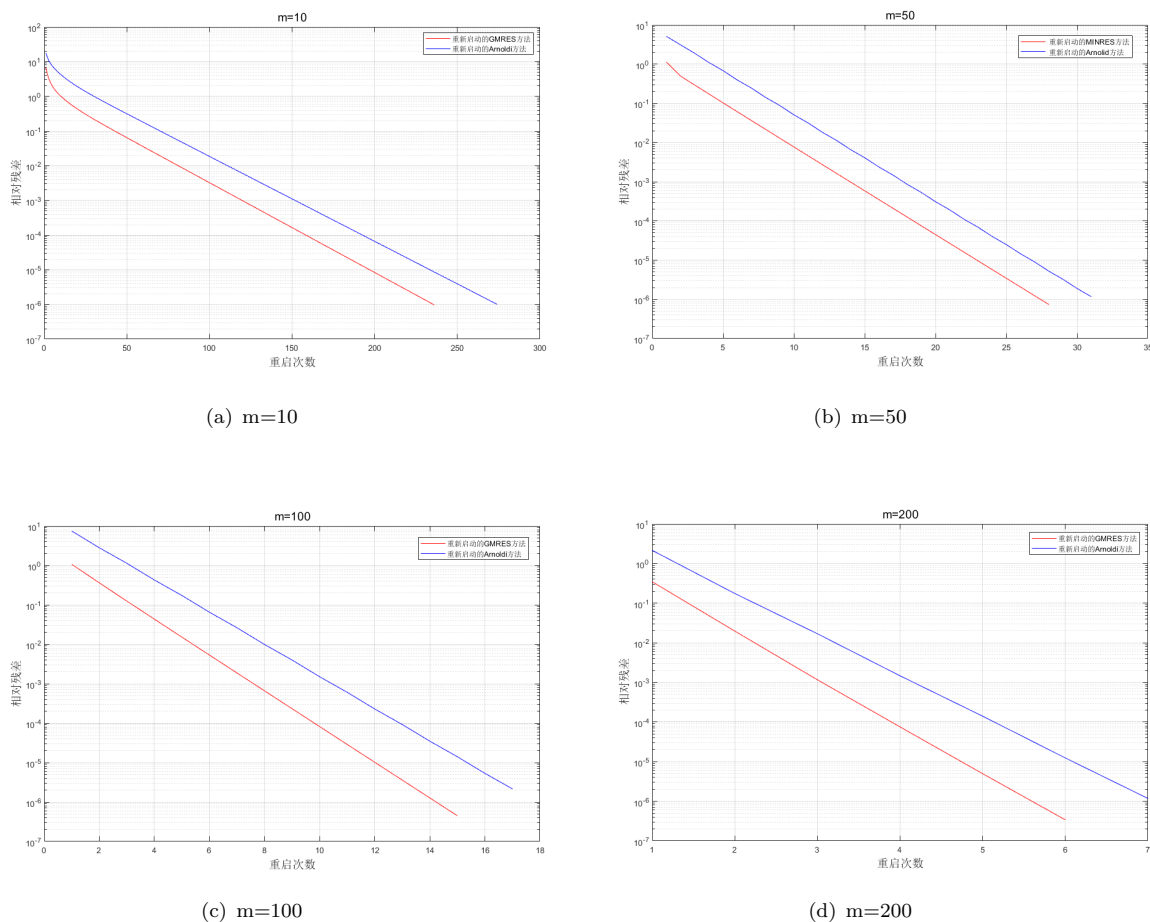 m=10
10^2
10^1
10^0
10^-1
10^-2
10^-3
10^-4
10^-5
10^-6
10^-7
相对残差
重新启动的GMRES方法
重新启动的Arnoldi方法
0 50 100 150 200 250 300
重启次数
(a) m=10
m=50
10^1
10^0
10^-1
10^-2
10^-3
10^-4
10^-5
10^-6
10^-7
相对残差
重新启动的MINRES方法
重新启动的Arnolid方法
0 5 10 15 20 25 30 35
重启次数
(b) m=50
m=100
10^1
10^0
10^-1
10^-2
10^-3
10^-4
10^-5
10^-6
10^-7
相对残差
重新启动的GMRES方法
重新启动的Arnoldi方法
0 2 4 6 8 10 12 14 16 18
重启次数
(c) m=100
m=200
10^1
10^0
10^-1
10^-2
10^-3
10^-4
10^-5
10^-6
10^-7
相对残差
重新启动的GMRES方法
重新启动的Arnoldi方法
1 2 3 4 5 6 7
重启次数
(d) m=200